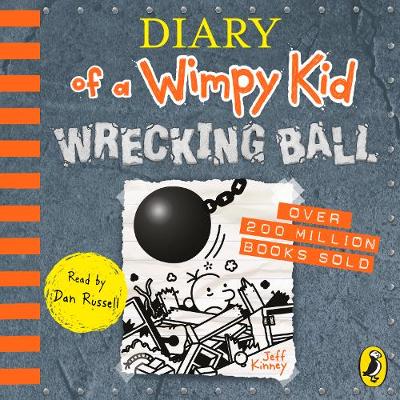 DIARY
of a Wimpy Kid
WRECKING BALL
OVER
200 MILLION
BOOKS SOLD
Read by
Dan Russell
Jeff
Kinney